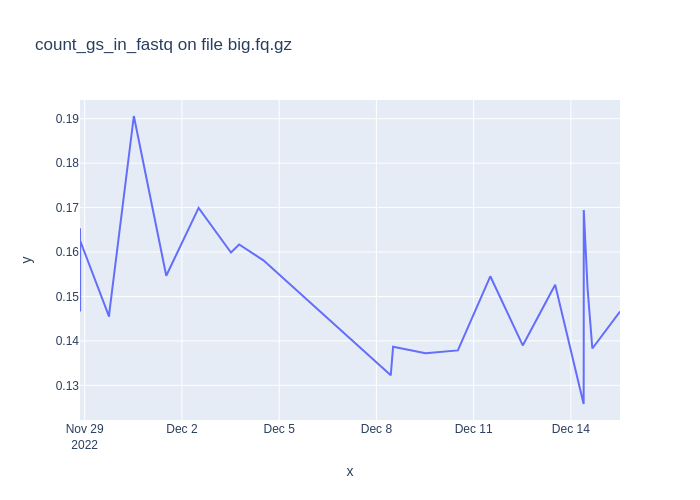 count_gs_in_fastq on file big.fq.gz
0.19
0.18
0.17
0.16
0.15
0.14
0.13
y
Nov 29
2022
Dec 2
Dec 5
Dec 8
Dec 11
Dec 14
x